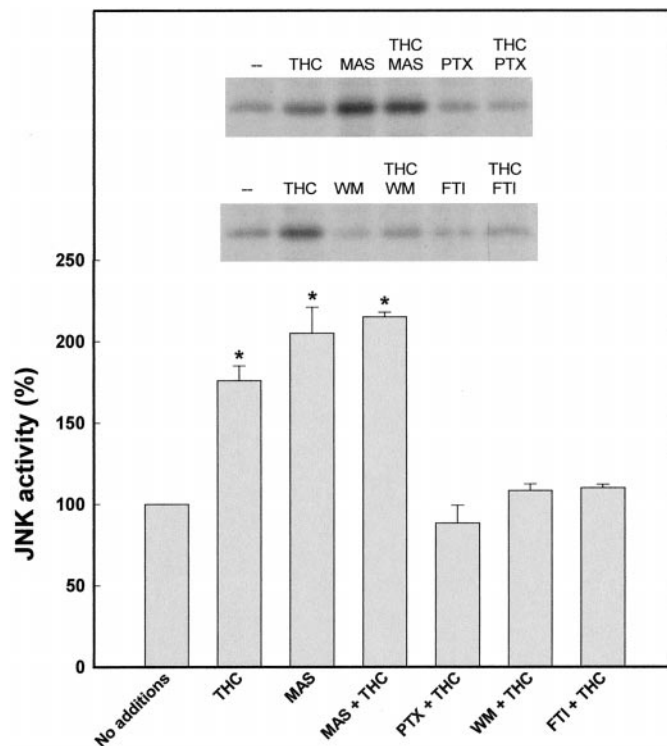 THC THC
-- THC MAS MAS PTX PTX
THC THC
-- THC WM WM FTI FTI
250
200
150
100
50
0
JNK activity (%)
* * *
No additions THC MAS MAS + THC PTX + THC WM + THC FTI + THC